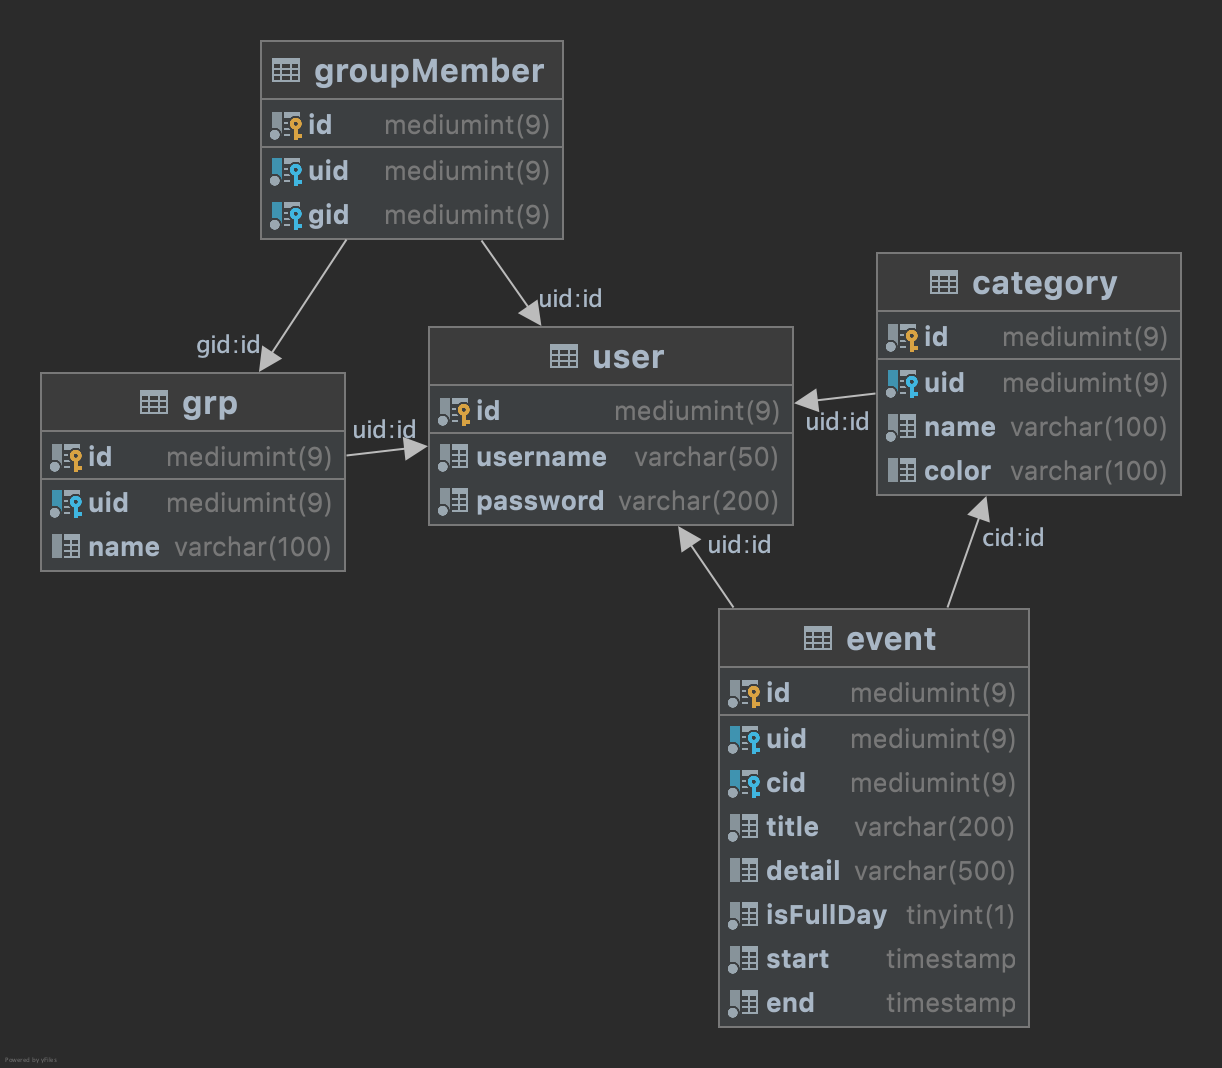 groupMember
id mediumint(9)
uid mediumint(9)
gid mediumint(9)
gid:id
uid:id
grp
id mediumint(9)
uid mediumint(9)
name varchar(100)
uid:id
user
id mediumint(9)
username varchar(50)
password varchar(200)
uid:id
category
id mediumint(9)
uid mediumint(9)
name varchar(100)
color varchar(100)
uid:id
cid:id
event
id mediumint(9)
uid mediumint(9)
cid mediumint(9)
title varchar(200)
detail varchar(500)
isFullDay tinyint(1)
start timestamp
end timestamp
Powered by yFiles